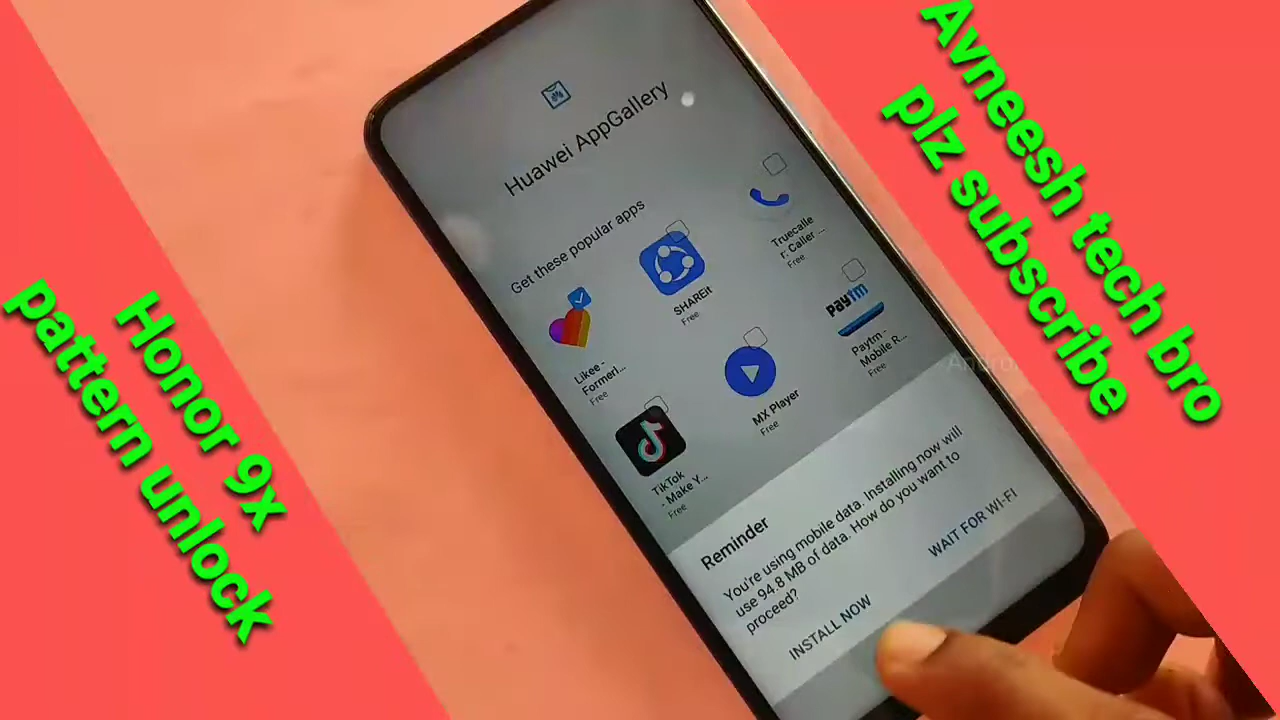 Honor 9x
pattern unlock
Avneesh tech bro
plz subscribe
Huawei AppGallery
Get these popular apps
Likee -
Formerl...
Free
SHAREit
Free
Truecalle
r: Caller ...
Free
TikTok
- Make Y...
Free
MX Player
Free
Paytm
Paytm -
Mobile R...
Free
Reminder
You're using mobile data. Installing now will
use 94.8 MB of data. How do you want to
proceed?
INSTALL NOW
WAIT FOR WI-FI